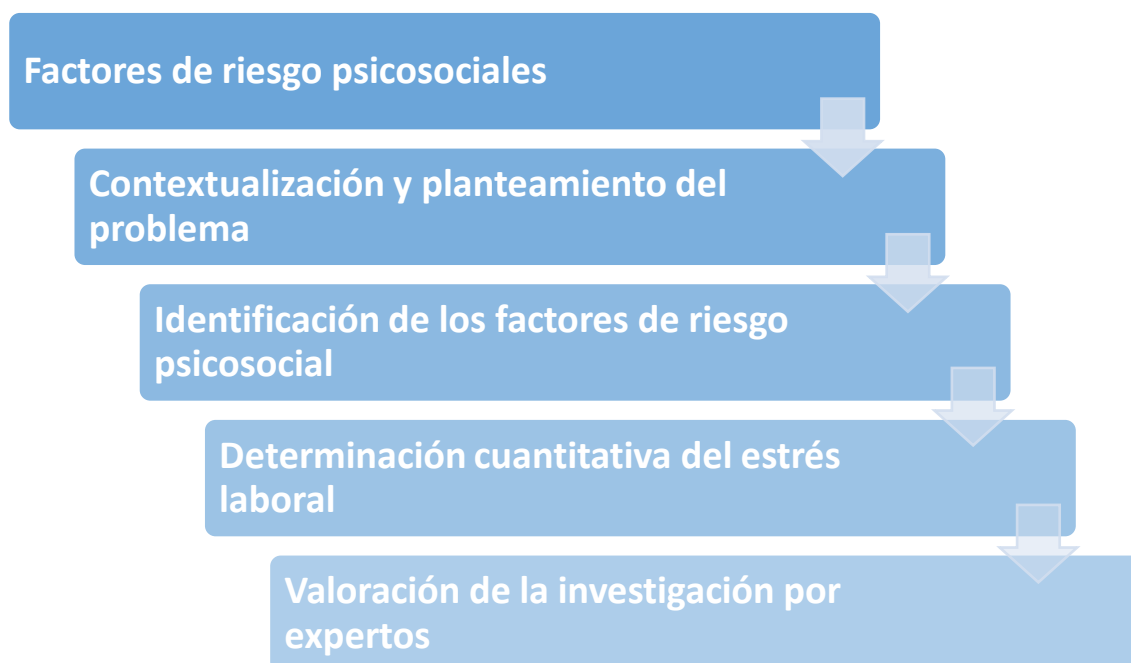 Factores de riesgo psicosociales
Contextualización y planteamiento del
problema
Identificación de los factores de riesgo
psicosocial
Determinación cuantitativa del estrés
laboral
Valoración de la investigación por
expertos